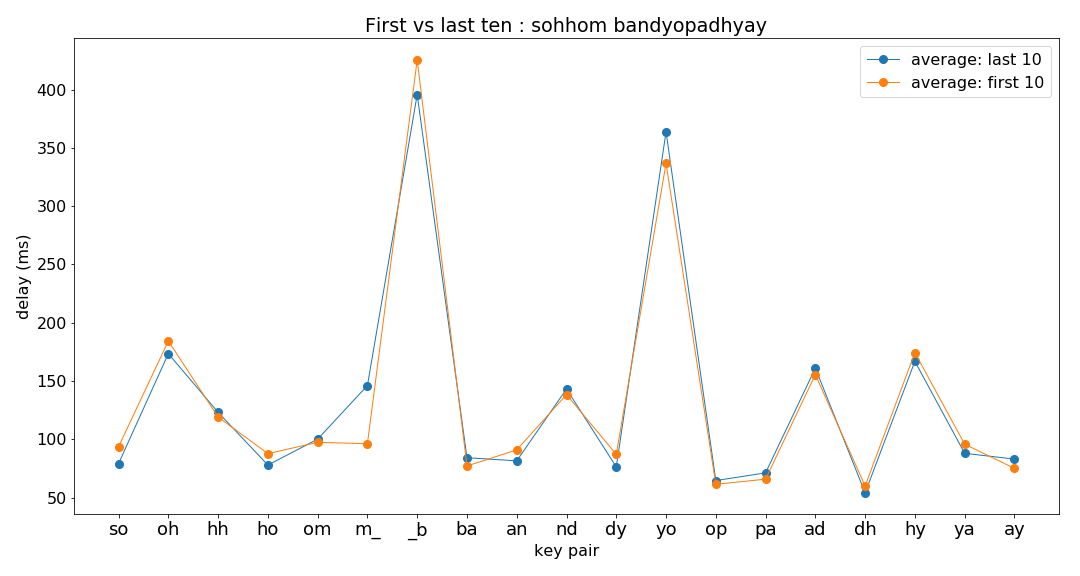 First vs last ten : sohhom bandyopadhyay
average: last 10
average: first 10
400
350
300
250
200
150
100
50
delay (ms)
so oh hh ho om m_ _b ba an nd dy yo op pa ad dh hy ya ay
key pair